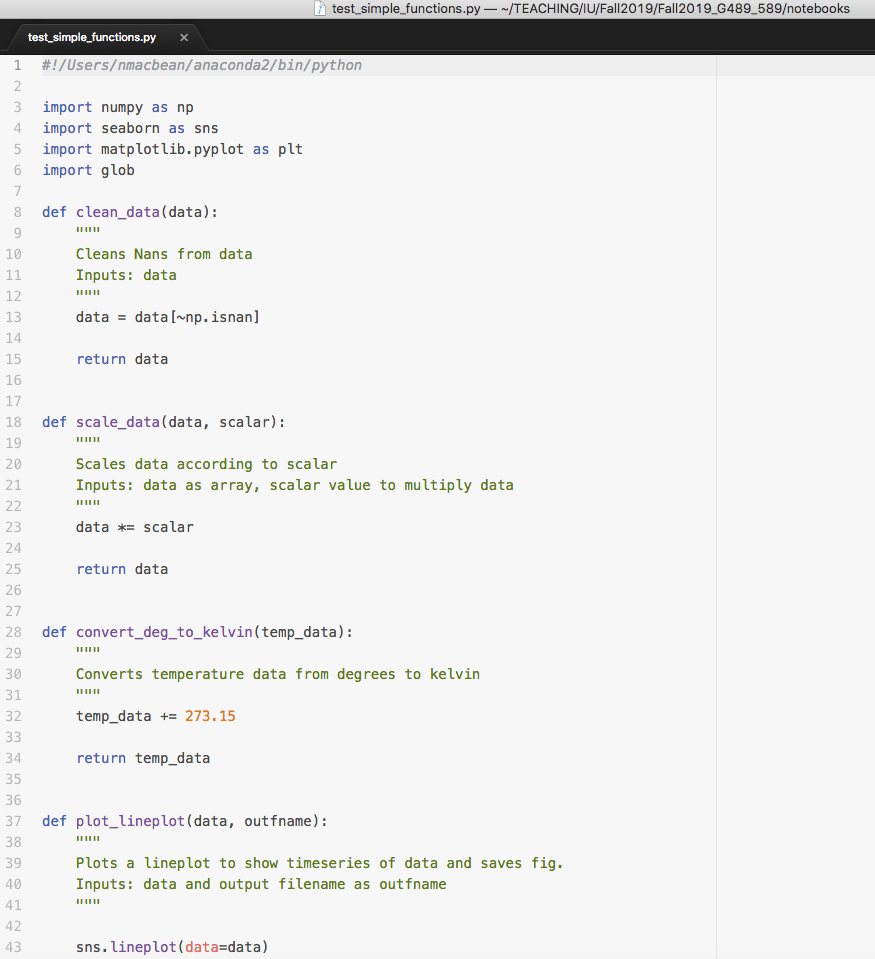 test_simple_functions.py — ~/TEACHING/IU/Fall2019/Fall2019_G489_589/notebooks
test_simple_functions.py ×
1 #!/Users/nmacbean/anaconda2/bin/python
2
3 import numpy as np
4 import seaborn as sns
5 import matplotlib.pyplot as plt
6 import glob
7
8 def clean_data(data):
9     """
10     Cleans Nans from data
11     Inputs: data
12     """
13     data = data[~np.isnan]
14
15     return data
16
17
18 def scale_data(data, scalar):
19     """
20     Scales data according to scalar
21     Inputs: data as array, scalar value to multiply data
22     """
23     data *= scalar
24
25     return data
26
27
28 def convert_deg_to_kelvin(temp_data):
29     """
30     Converts temperature data from degrees to kelvin
31     """
32     temp_data += 273.15
33
34     return temp_data
35
36
37 def plot_lineplot(data, outfname):
38     """
39     Plots a lineplot to show timeseries of data and saves fig.
40     Inputs: data and output filename as outfname
41     """
42
43     sns.lineplot(data=data)